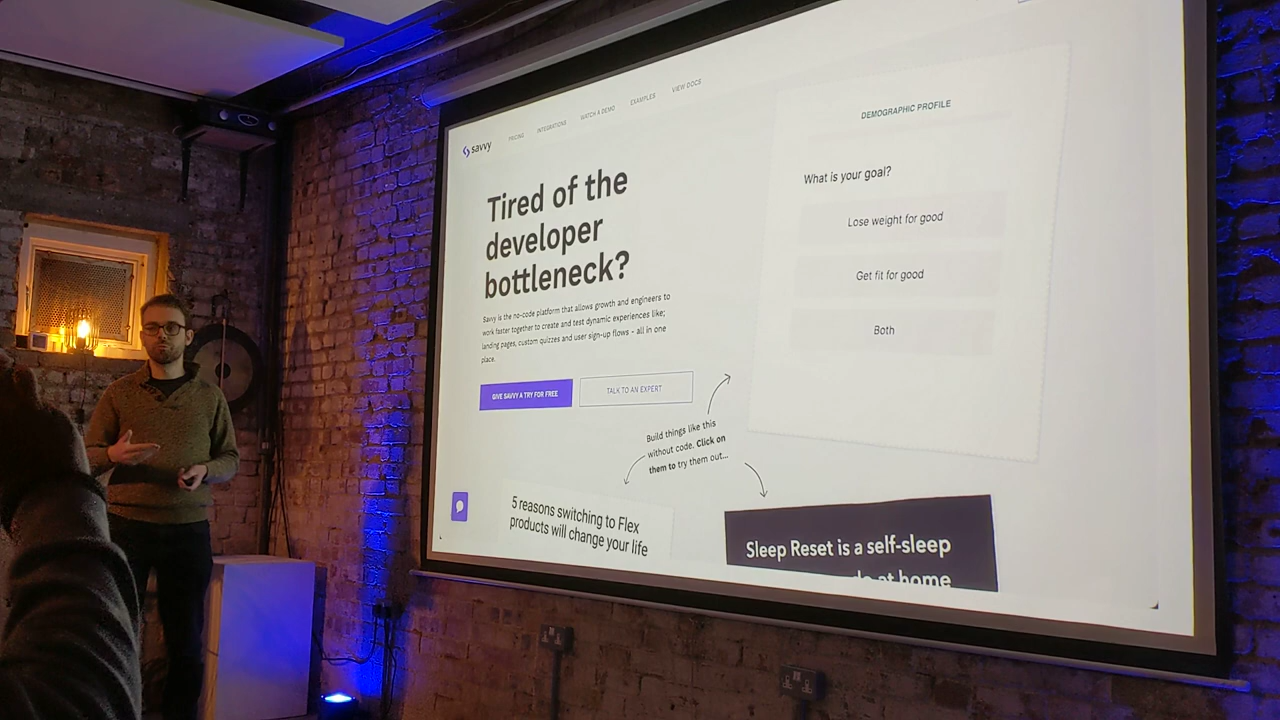 savvy
PRICING
INTEGRATIONS
WATCH A DEMO
EXAMPLES
VIEW DOCS
Tired of the
developer
bottleneck?
Savvy is the no-code platform that allows growth and engineers to
work faster together to create and test dynamic experiences like;
landing pages, custom quizzes and user sign-up flows - all in one
place.
GIVE SAVVY A TRY FOR FREE
TALK TO AN EXPERT
DEMOGRAPHIC PROFILE
What is your goal?
Lose weight for good
Get fit for good
Both
Build things like this
without code. Click on
them to try them out...
5 reasons switching to Flex
products will change your life
Sleep Reset is a self-sleep
at home